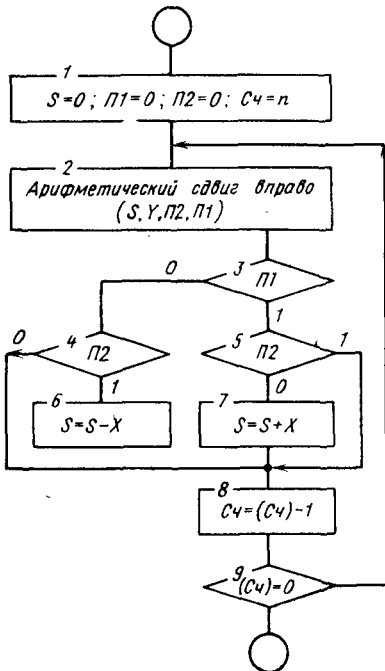 1
S=0; П1=0; П2=0; Сч=n
2
Арифметический сдвиг вправо
(S, Y, П2, П1)
0
3
П1
1
0
4
П2
1
5
П2
1
0
6
S=S-X
7
S=S+X
8
Сч=(Сч)-1
9
(Сч)=0